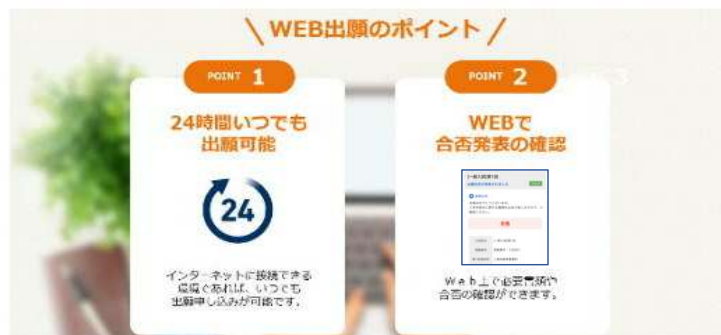 WEB出願のポイント
POINT 1
24時間いつでも
出願可能
24
インターネットに接続できる
環境であれば、いつでも
出願申し込みが可能です。
POINT 2
WEBで
合否発表の確認
Web上で必要書類や
合否の確認ができます。
3